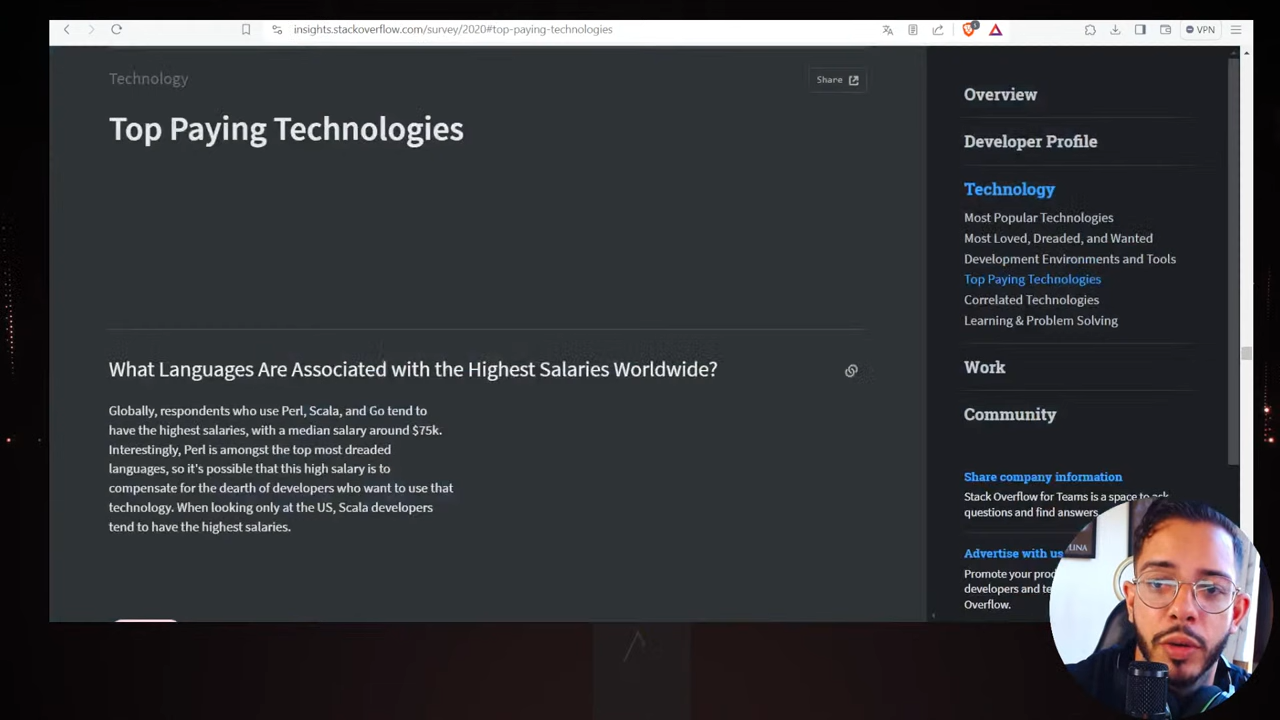 insights.stackoverflow.com/survey/2020#top-paying-technologies
VPN
Technology
Share
Top Paying Technologies
What Languages Are Associated with the Highest Salaries Worldwide?
Globally, respondents who use Perl, Scala, and Go tend to
have the highest salaries, with a median salary around $75k.
Interestingly, Perl is amongst the top most dreaded
languages, so it's possible that this high salary is to
compensate for the dearth of developers who want to use that
technology. When looking only at the US, Scala developers
tend to have the highest salaries.
Overview
Developer Profile
Technology
Most Popular Technologies
Most Loved, Dreaded, and Wanted
Development Environments and Tools
Top Paying Technologies
Correlated Technologies
Learning & Problem Solving
Work
Community
Share company information
Stack Overflow for Teams is a space to ask
questions and find answers.
Advertise with us
Promote your
developers and
Overflow.